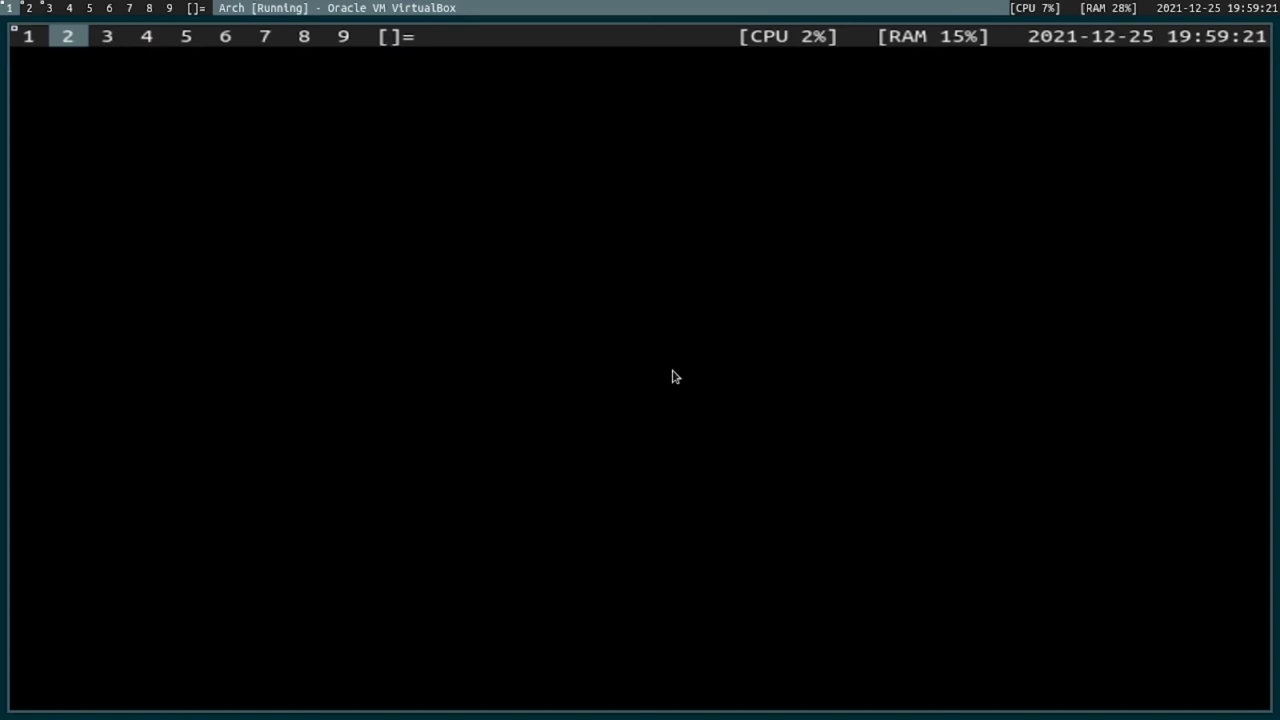 1 2 3 4 5 6 7 8 9 []= Arch [Running] - Oracle VM VirtualBox [CPU 7%] [RAM 28%] 2021-12-25 19:59:21
1 2 3 4 5 6 7 8 9 []= [CPU 2%] [RAM 15%] 2021-12-25 19:59:21